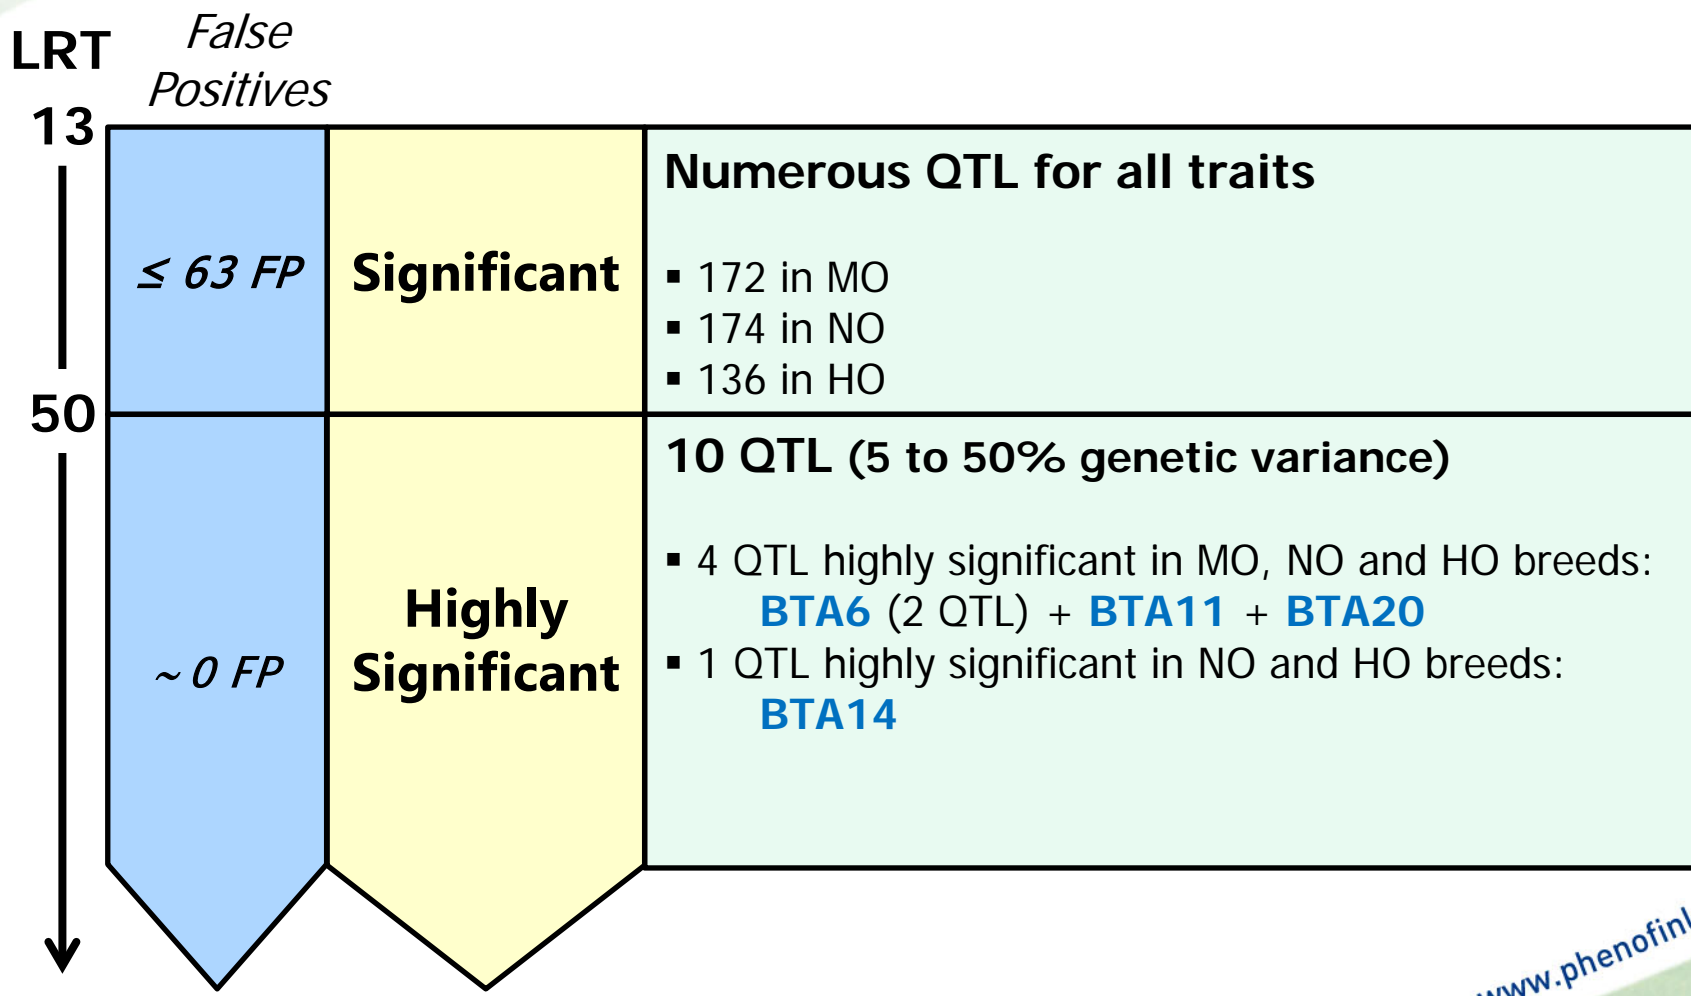 LRT
False
Positives
13
≤ 63 FP
Significant
Numerous QTL for all traits
▪ 172 in MO
▪ 174 in NO
▪ 136 in HO
50
~ 0 FP
Highly
Significant
10 QTL (5 to 50% genetic variance)
▪ 4 QTL highly significant in MO, NO and HO breeds:
BTA6 (2 QTL) + BTA11 + BTA20
▪ 1 QTL highly significant in NO and HO breeds:
BTA14